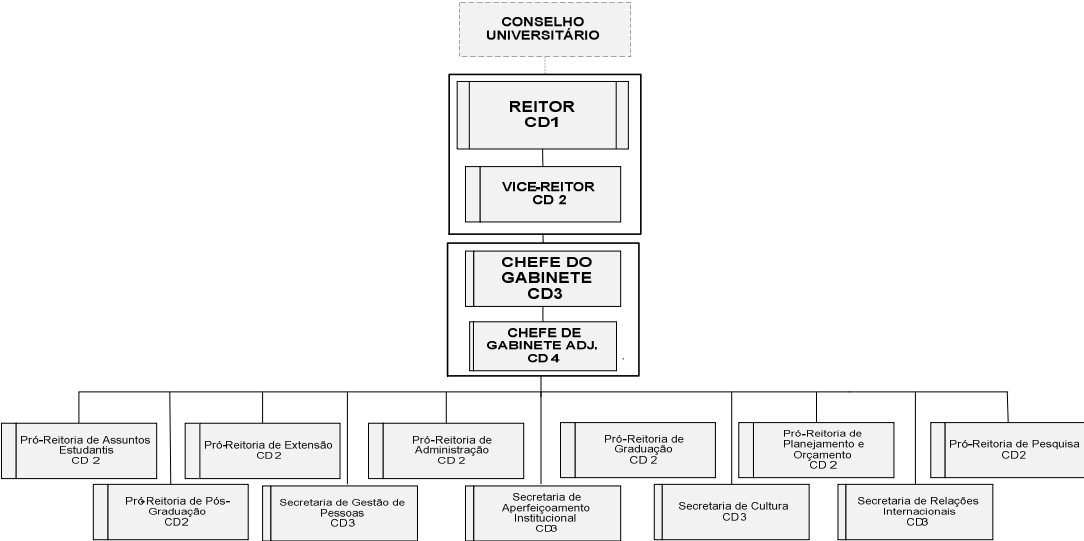 CONSELHO
UNIVERSITÁRIO
REITOR
CD1
VICE-REITOR
CD 2
CHEFE DO
GABINETE
CD3
CHEFE DE
GABINETE ADJ.
CD 4
Pró-Reitoria de Assuntos
Estudantis
CD 2
Pró-Reitoria de Extensão
CD 2
Pró-Reitoria de
Administração
CD 2
Pró-Reitoria de
Graduação
CD 2
Pró-Reitoria de
Planejamento e
Orçamento
CD 2
Pró-Reitoria de Pesquisa
CD2
Pró-Reitoria de Pós-
Graduação
CD2
Secretaria de Gestão de
Pessoas
CD3
Secretaria de
Aperfeiçoamento
Institucional
CD3
Secretaria de Cultura
CD3
Secretaria de Relações
Internacionais
CD3